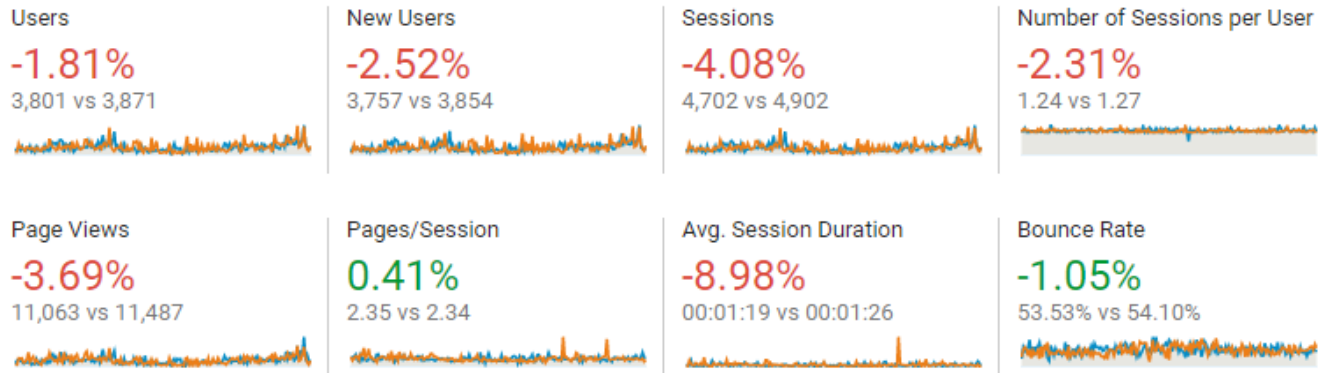 Users
-1.81%
3,801 vs 3,871
New Users
-2.52%
3,757 vs 3,854
Sessions
-4.08%
4,702 vs 4,902
Number of Sessions per User
-2.31%
1.24 vs 1.27
Page Views
-3.69%
11,063 vs 11,487
Pages/Session
0.41%
2.35 vs 2.34
Avg. Session Duration
-8.98%
00:01:19 vs 00:01:26
Bounce Rate
-1.05%
53.53% vs 54.10%